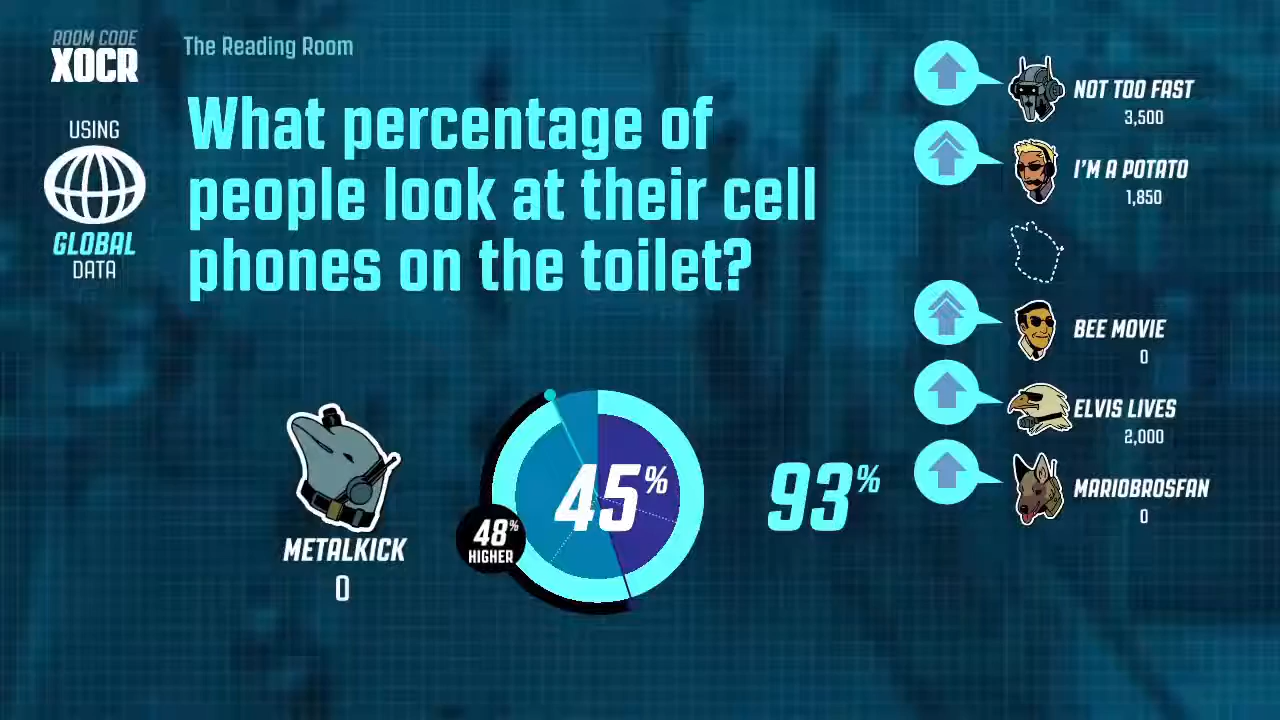 ROOM CODE
XOCR
The Reading Room
USING
GLOBAL
DATA
What percentage of
people look at their cell
phones on the toilet?
NOT TOO FAST
3,500
I'M A POTATO
1,850
BEE MOVIE
0
ELVIS LIVES
2,000
MARIOBROSFAN
0
METALKICK
0
45%
48%
HIGHER
93%